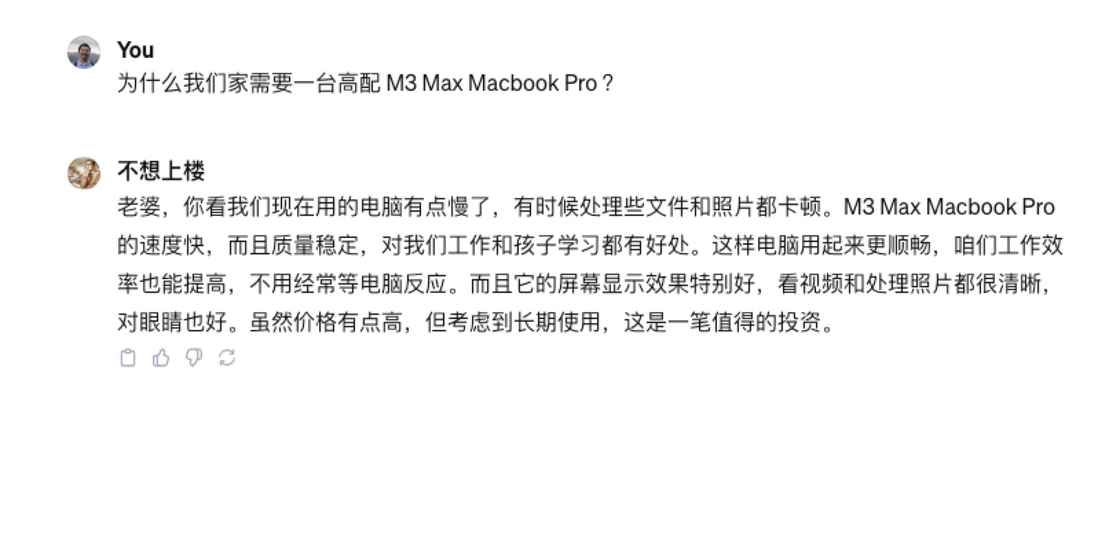 You
为什么我们家需要一台高配 M3 Max Macbook Pro？
不想上楼
老婆，你看我们现在用的电脑有点慢了，有时候处理些文件和照片都卡顿。M3 Max Macbook Pro
的速度快，而且质量稳定，对我们工作和孩子学习都有好处。这样电脑用起来更顺畅，咱们工作效
率也能提高，不用经常等电脑反应。而且它的屏幕显示效果特别好，看视频和处理照片都很清晰，
对眼睛也好。虽然价格有点高，但考虑到长期使用，这是一笔值得的投资。